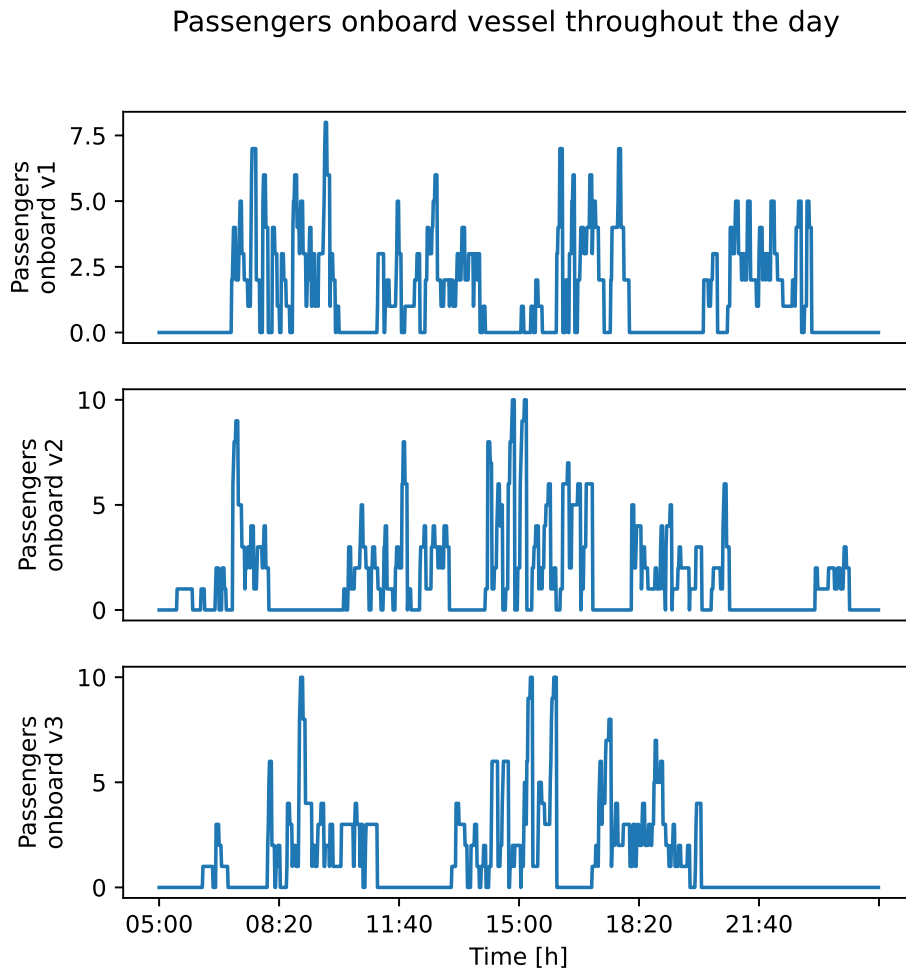 Passengers onboard vessel throughout the day
Passengers
onboard v1
7.5
5.0
2.5
0.0
Passengers
onboard v2
10
5
0
Passengers
onboard v3
10
5
0
05:00 08:20 11:40 15:00 18:20 21:40
Time [h]